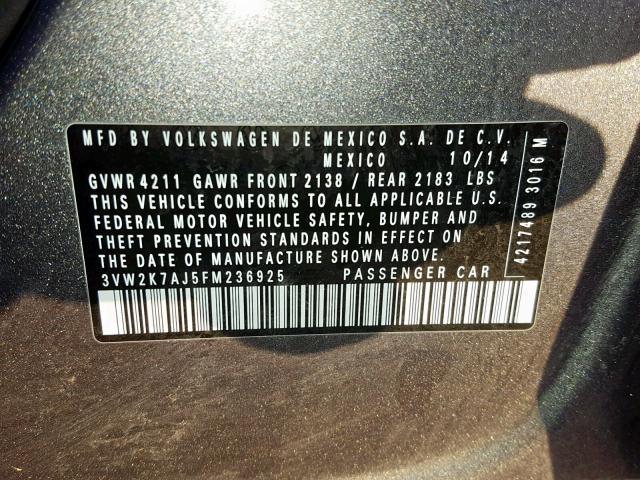 MFD BY VOLKSWAGEN DE MEXICO S.A. DE C.V.
MEXICO 10/14
GVWR 4211 GAWR FRONT 2138 / REAR 2183 LBS
THIS VEHICLE CONFORMS TO ALL APPLICABLE U.S.
FEDERAL MOTOR VEHICLE SAFETY, BUMPER AND
THEFT PREVENTION STANDARDS IN EFFECT ON
THE DATE OF MANUFACTURE SHOWN ABOVE.
3VW2K7AJ5FM236925 PASSENGER CAR
4217489 3016 M